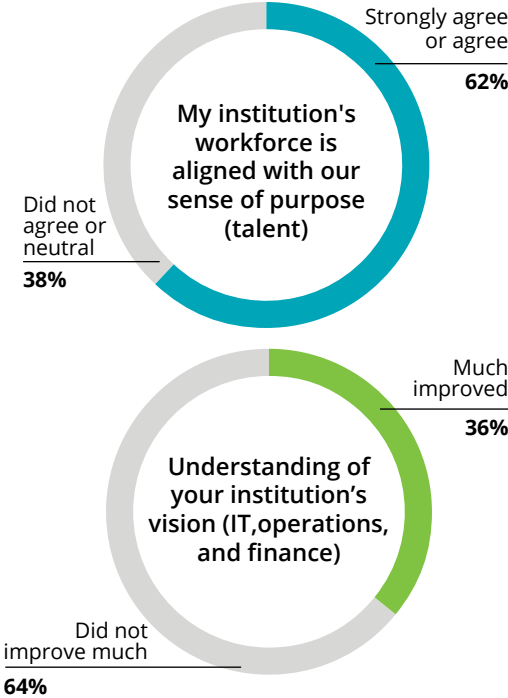 Strongly agree
or agree
62%
My institution's
workforce is
aligned with our
sense of purpose
(talent)
Did not
agree or
neutral
38%
Much
improved
36%
Understanding of
your institution’s
vision (IT,operations,
and finance)
Did not
improve much
64%